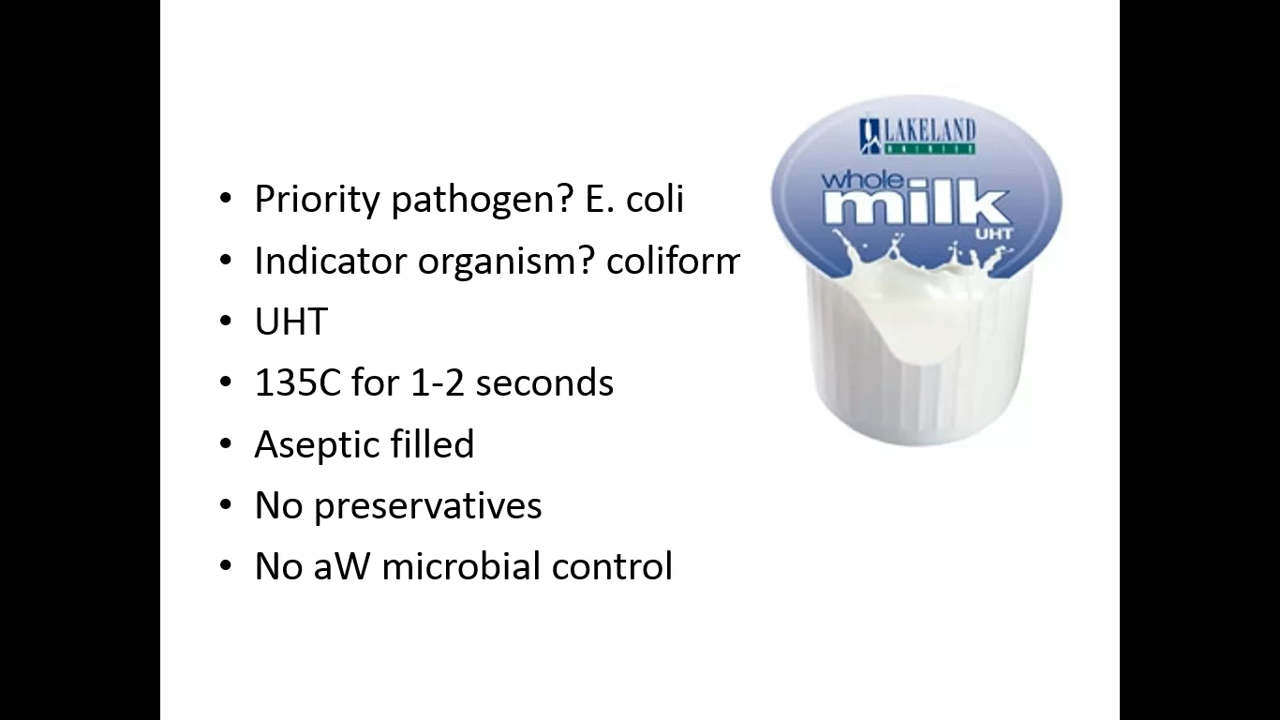 • Priority pathogen? E. coli
• Indicator organism? coliform
• UHT
• 135C for 1-2 seconds
• Aseptic filled
• No preservatives
• No aW microbial control
LAKELAND
DAIRIES
whole
milk
UHT